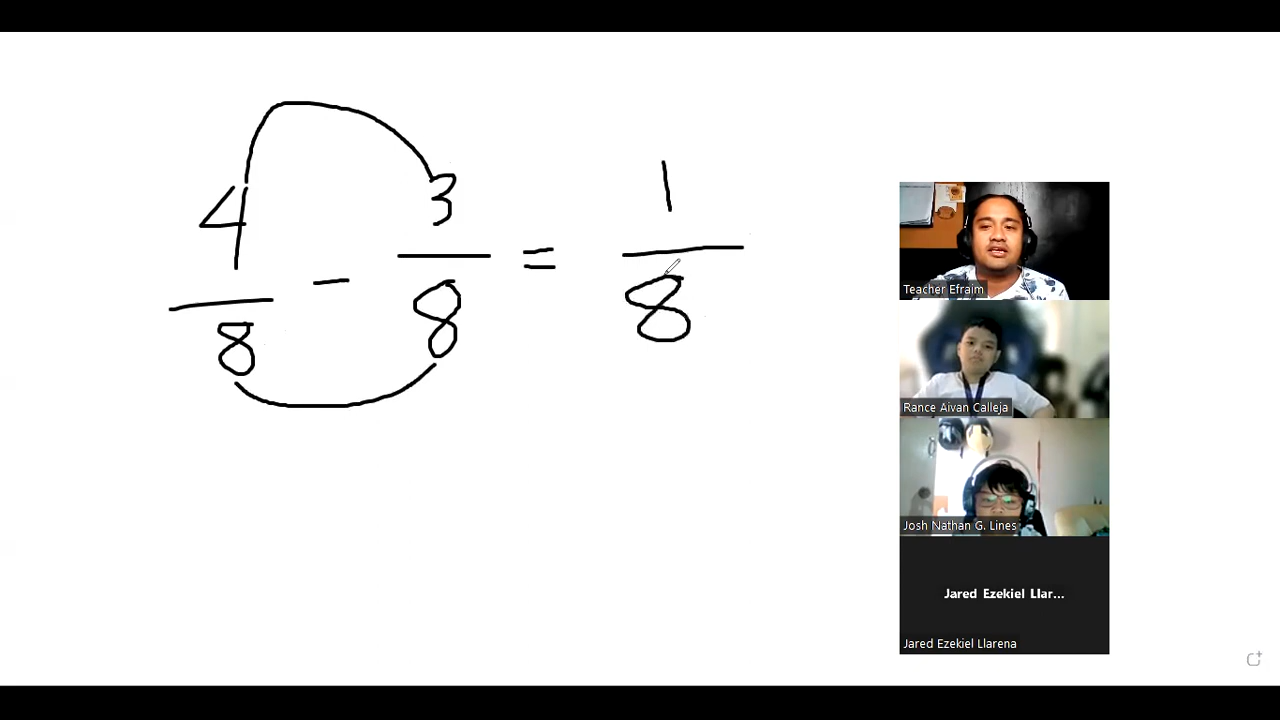 4/8 - 3/8 = 1/8
Teacher Efraim
Rance Aivan Calleja
Josh Nathan G. Lines
Jared Ezekiel Llar...
Jared Ezekiel Llarena